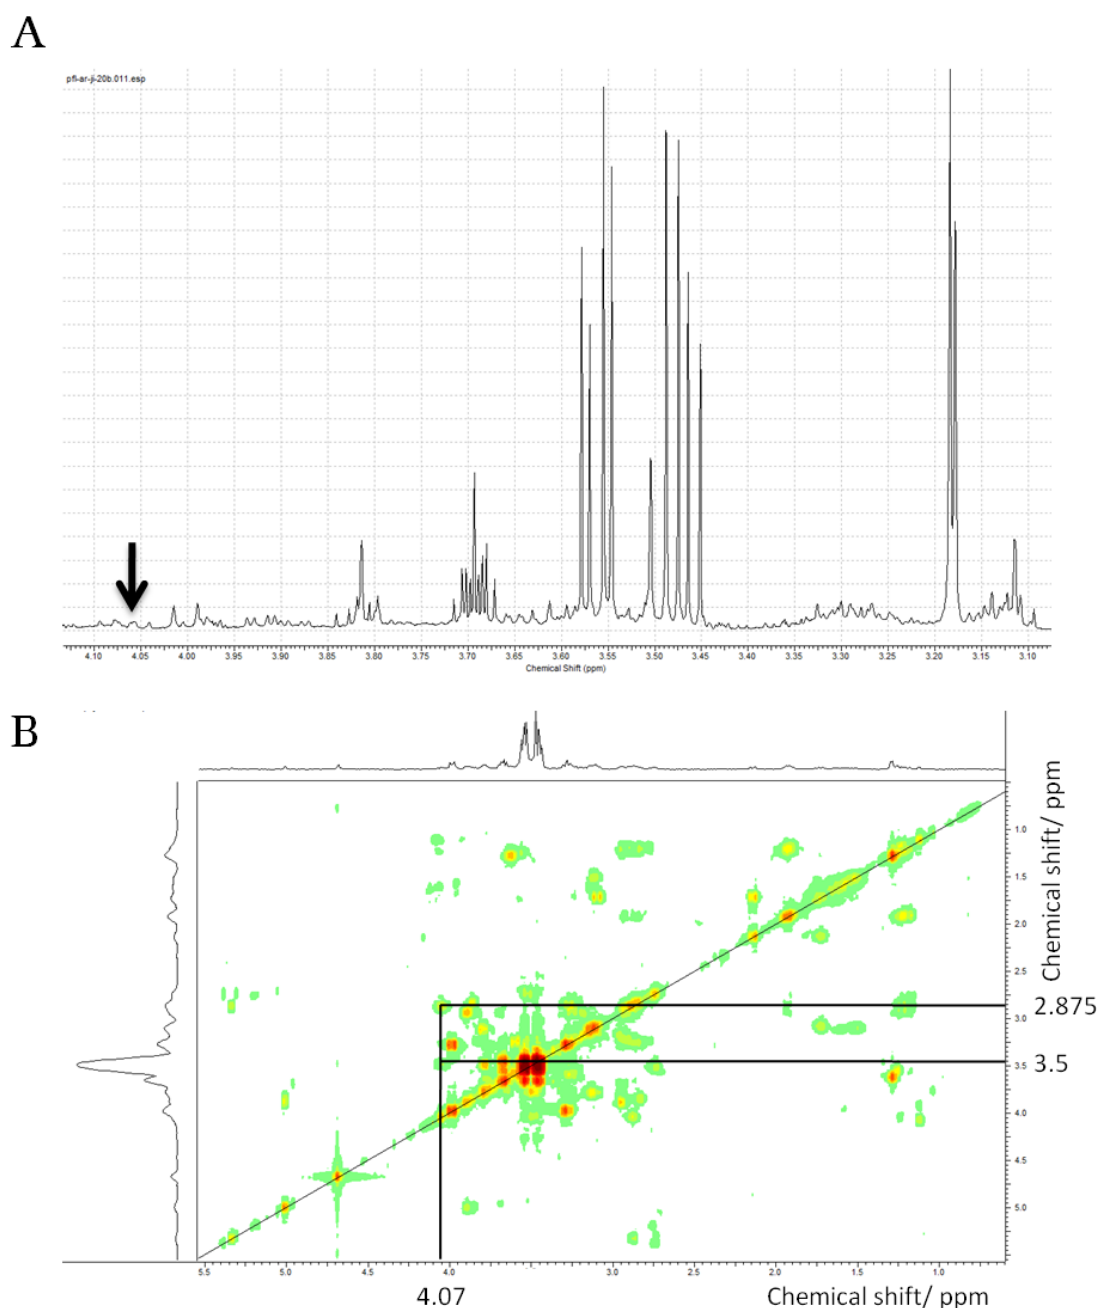 A
pfi-ar-ji-20b.011.esp
4.10 4.05 4.00 3.95 3.90 3.85 3.80 3.75 3.70 3.65 3.60 3.55 3.50 3.45 3.40 3.35 3.30 3.25 3.20 3.15 3.10
Chemical Shift (ppm)
B
1.0
1.5
2.0
2.5
3.0
3.5
4.0
4.5
5.0
Chemical shift/ ppm
2.875
3.5
5.5 5.0 4.5 4.0 3.5 3.0 2.5 2.0 1.5 1.0
4.07 Chemical shift/ ppm